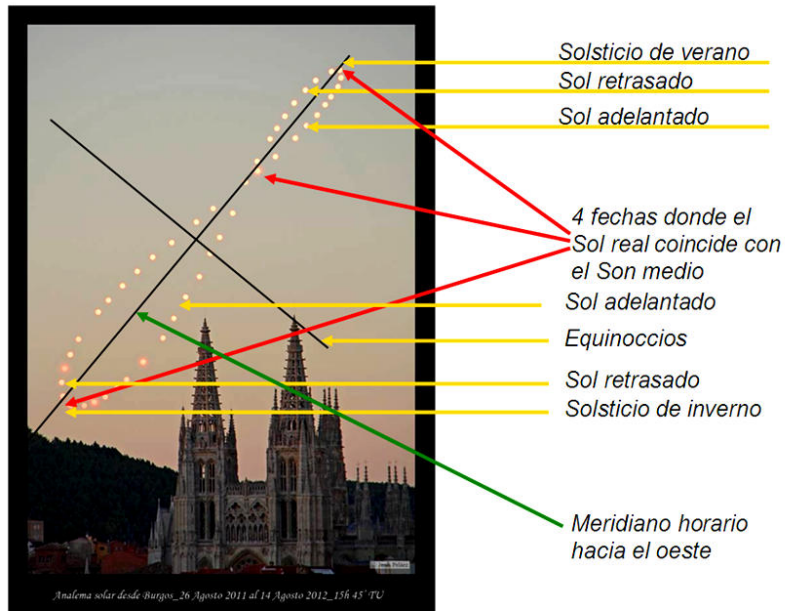 Solsticio de verano
Sol retrasado
Sol adelantado
4 fechas donde el
Sol real coincide con
el Son medio
Sol adelantado
Equinoccios
Sol retrasado
Solsticio de inverno
Meridiano horario
hacia el oeste
Analema solar desde Burgos_26 Agosto 2011 al 14 Agosto 2012_15h 45´ TU